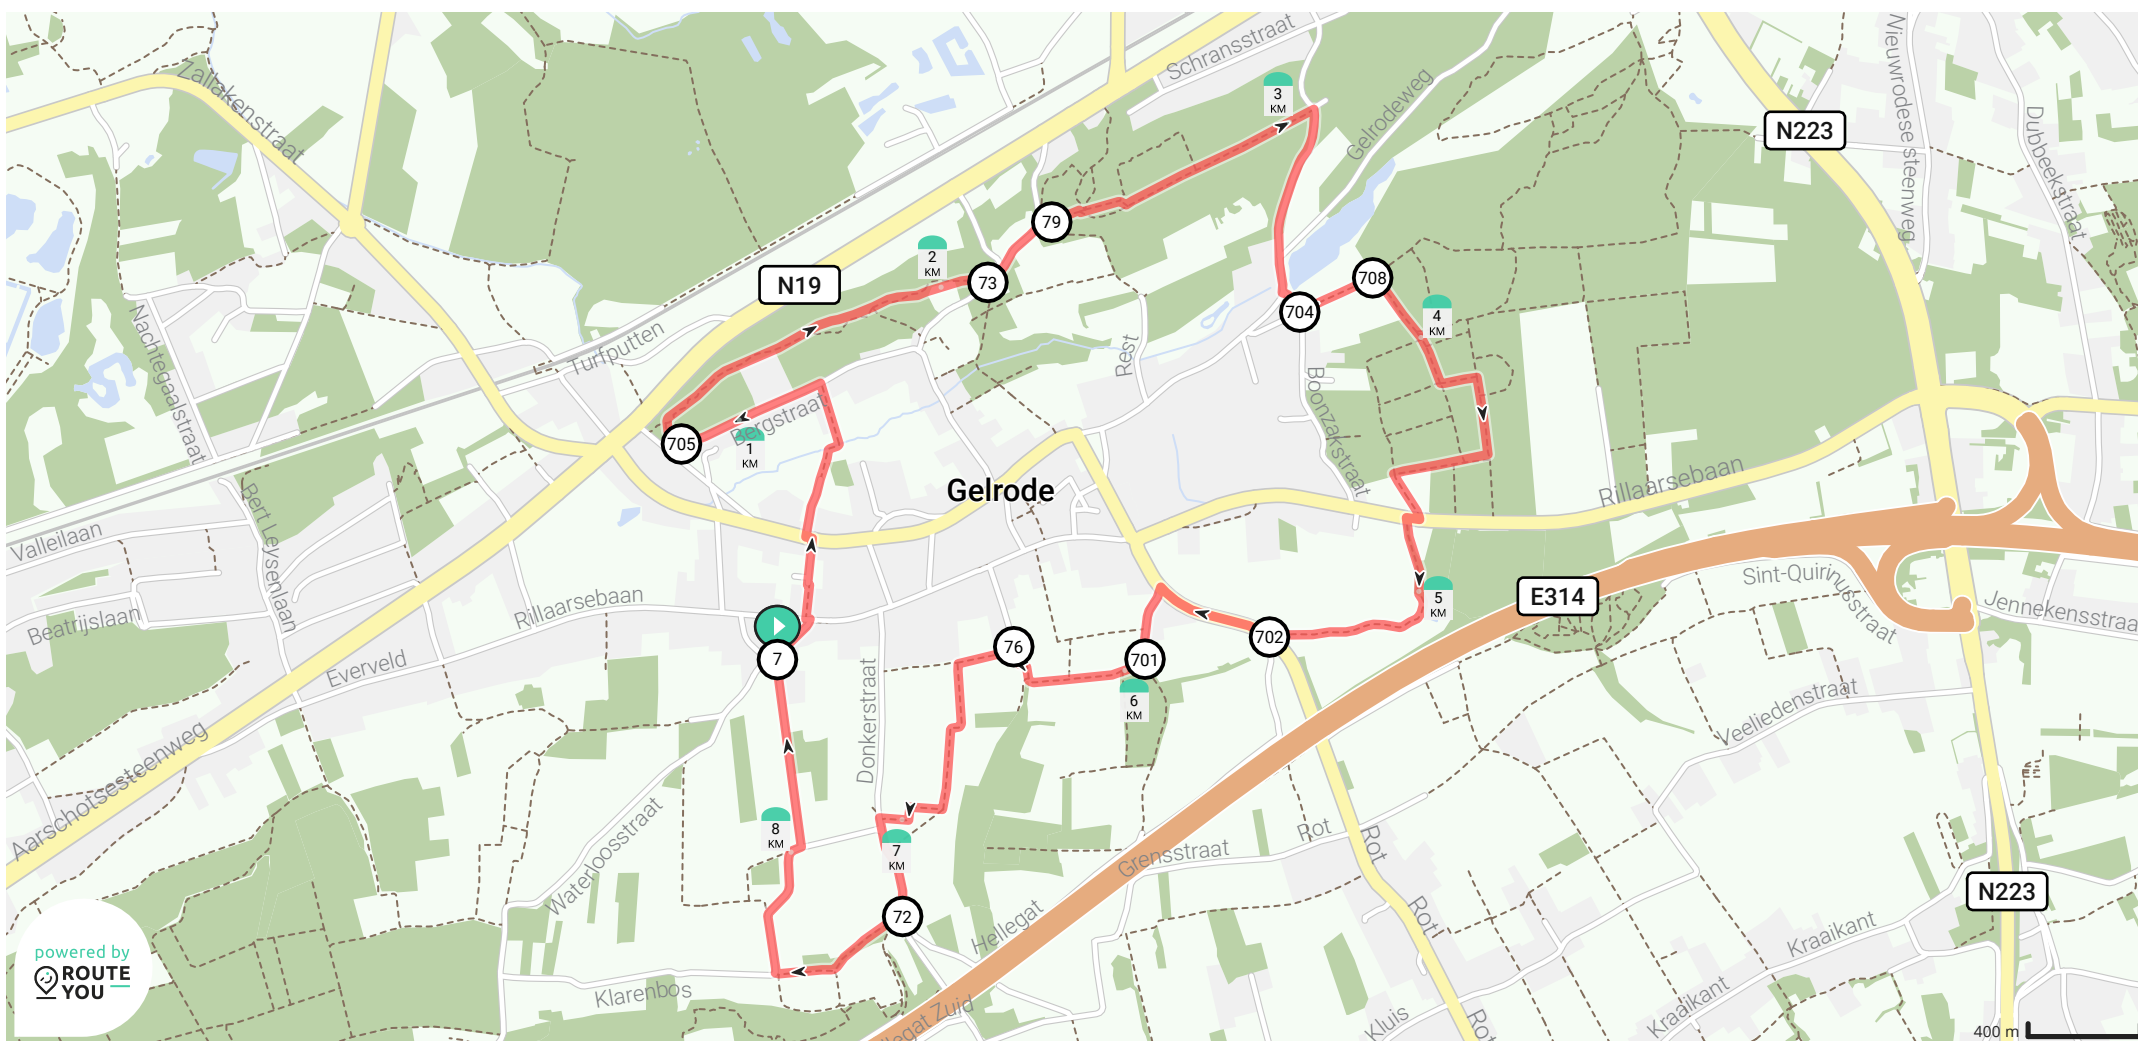 Zallakenstraat
Schransstraat
3
KM
Gelrodeweg
N223
Nieuwrodese steenweg
Dubbeekstraat
79
2
KM
N19
73
708
704
4
KM
Nachtegaalstraat
Turfputten
Rest
Boonzakstraat
Bergstraat
705
1
KM
Gelrode
Rillaarsebaan
Valleilaan
Bert Leysenlaan
Beatrijslaan
Rillaarsebaan
5
KM
E314
Sint-Quirinusstraat
Jennekensstraa
Everveld
7
76
701
702
6
KM
Donkerstraat
Veeliedenstraat
Aarschotsesteenweg
Waterloosstraat
8
KM
7
KM
Grensstraat
Rot
Rot
N223
72
Hellegat
Rot
Kraaikant
powered by
ROUTE
YOU
Klarenbos
llegat Zuid
Kluis
Rot
Kraaikant
400 m